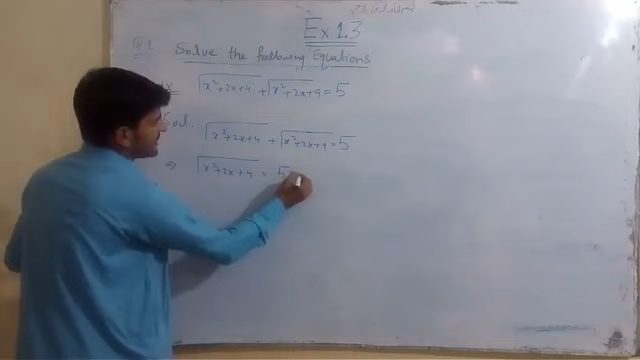 Ex 1.3
Q.1 Solve the following Equations
√x²+2x+4 + √x²+2x+9 = 5
Sol.
√x²+2x+4 + √x²+2x+9 = 5
⇒ √x²+2x+4 = 5